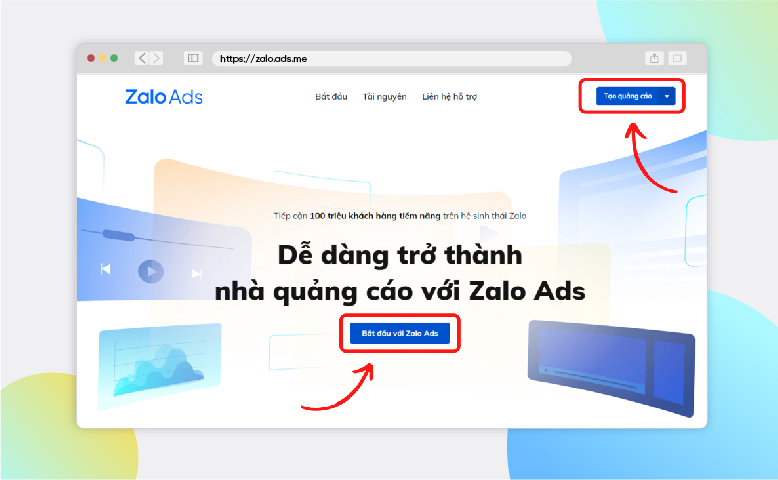 https://zalo.ads.me
Zalo Ads
Bắt đầu
Tài nguyên
Liên hệ hỗ trợ
Tạo quảng cáo
Tiếp cận 100 triệu khách hàng tiềm năng trên hệ sinh thái Zalo
Dễ dàng trở thành
nhà quảng cáo với Zalo Ads
Bắt đầu với Zalo Ads